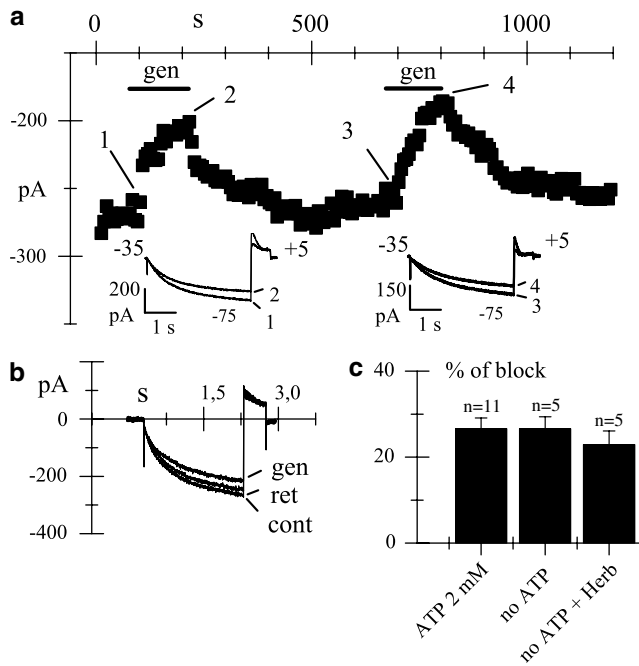 a
0 s 500 1000
gen gen
-200
-300
pA
1 2 3 4
-35 +5
200
pA
1 s
-75
2
1
-35 +5
150
pA
1 s
-75
4
3
b
pA
s 1,5 3,0
0
-200
-400
gen
ret
cont
c
% of block
40
20
0
n=11 n=5 n=5
ATP 2 mM
no ATP
no ATP + Herb